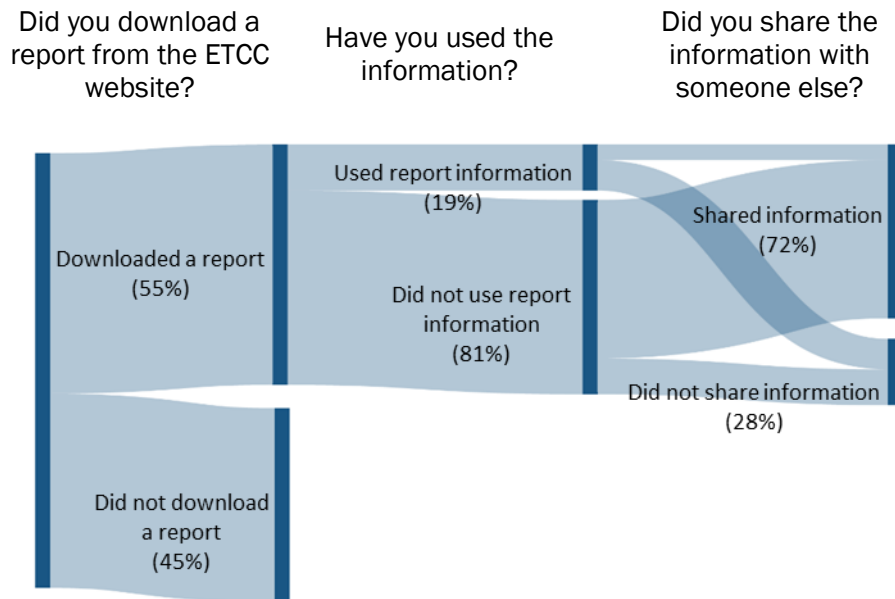 Did you download a
report from the ETCC
website?
Have you used the
information?
Did you share the
information with
someone else?
Downloaded a report
(55%)
Did not download
a report
(45%)
Used report information
(19%)
Did not use report
information
(81%)
Shared information
(72%)
Did not share information
(28%)